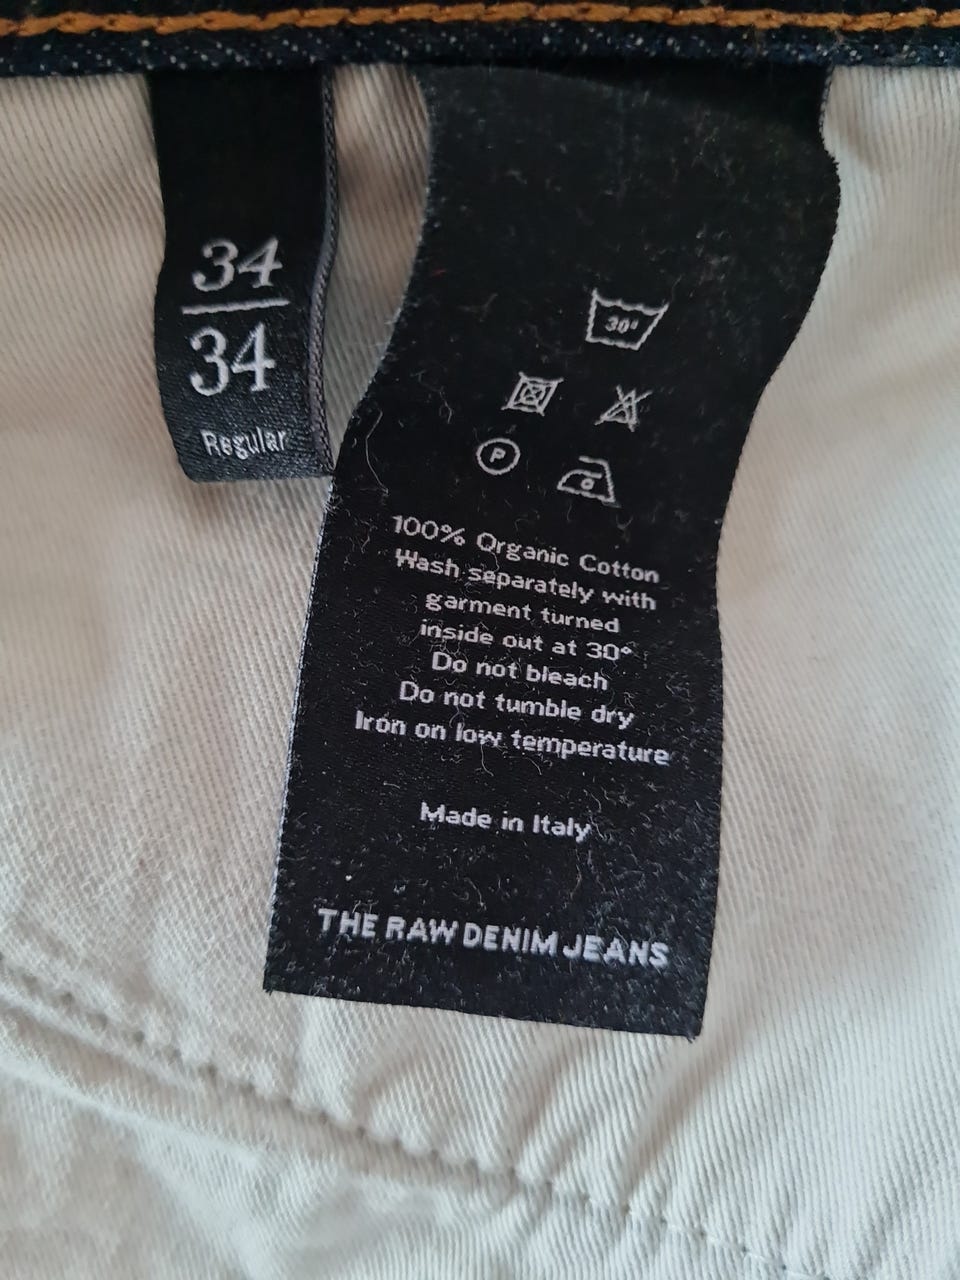 34
34
Regular
30°
P
100% Organic Cotton
Wash separately with
garment turned
inside out at 30°
Do not bleach
Do not tumble dry
Iron on low temperature
Made in Italy
THE RAW DENIM JEANS